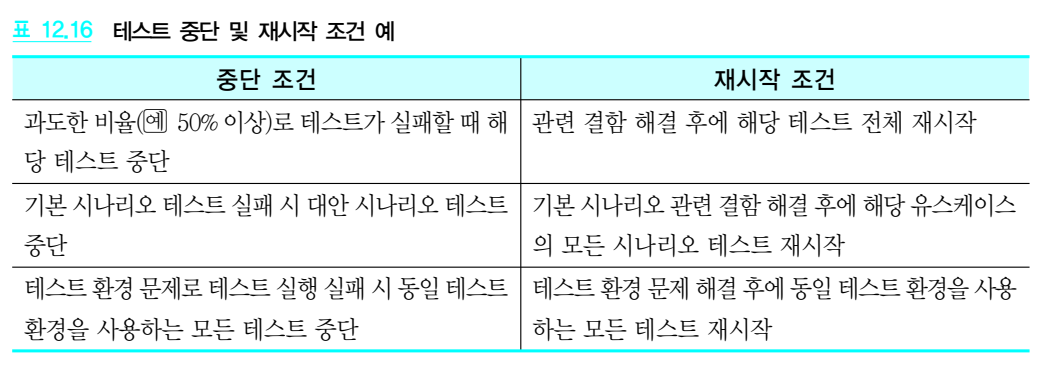 표 12.16 테스트 중단 및 재시작 조건 예
중단 조건
재시작 조건
과도한 비율(예 50% 이상)로 테스트가 실패할 때 해
당 테스트 중단
관련 결함 해결 후에 해당 테스트 전체 재시작
기본 시나리오 테스트 실패 시 대안 시나리오 테스트
중단
기본 시나리오 관련 결함 해결 후에 해당 유스케이스
의 모든 시나리오 테스트 재시작
테스트 환경 문제로 테스트 실행 실패 시 동일 테스트
환경을 사용하는 모든 테스트 중단
테스트 환경 문제 해결 후에 동일 테스트 환경을 사용
하는 모든 테스트 재시작